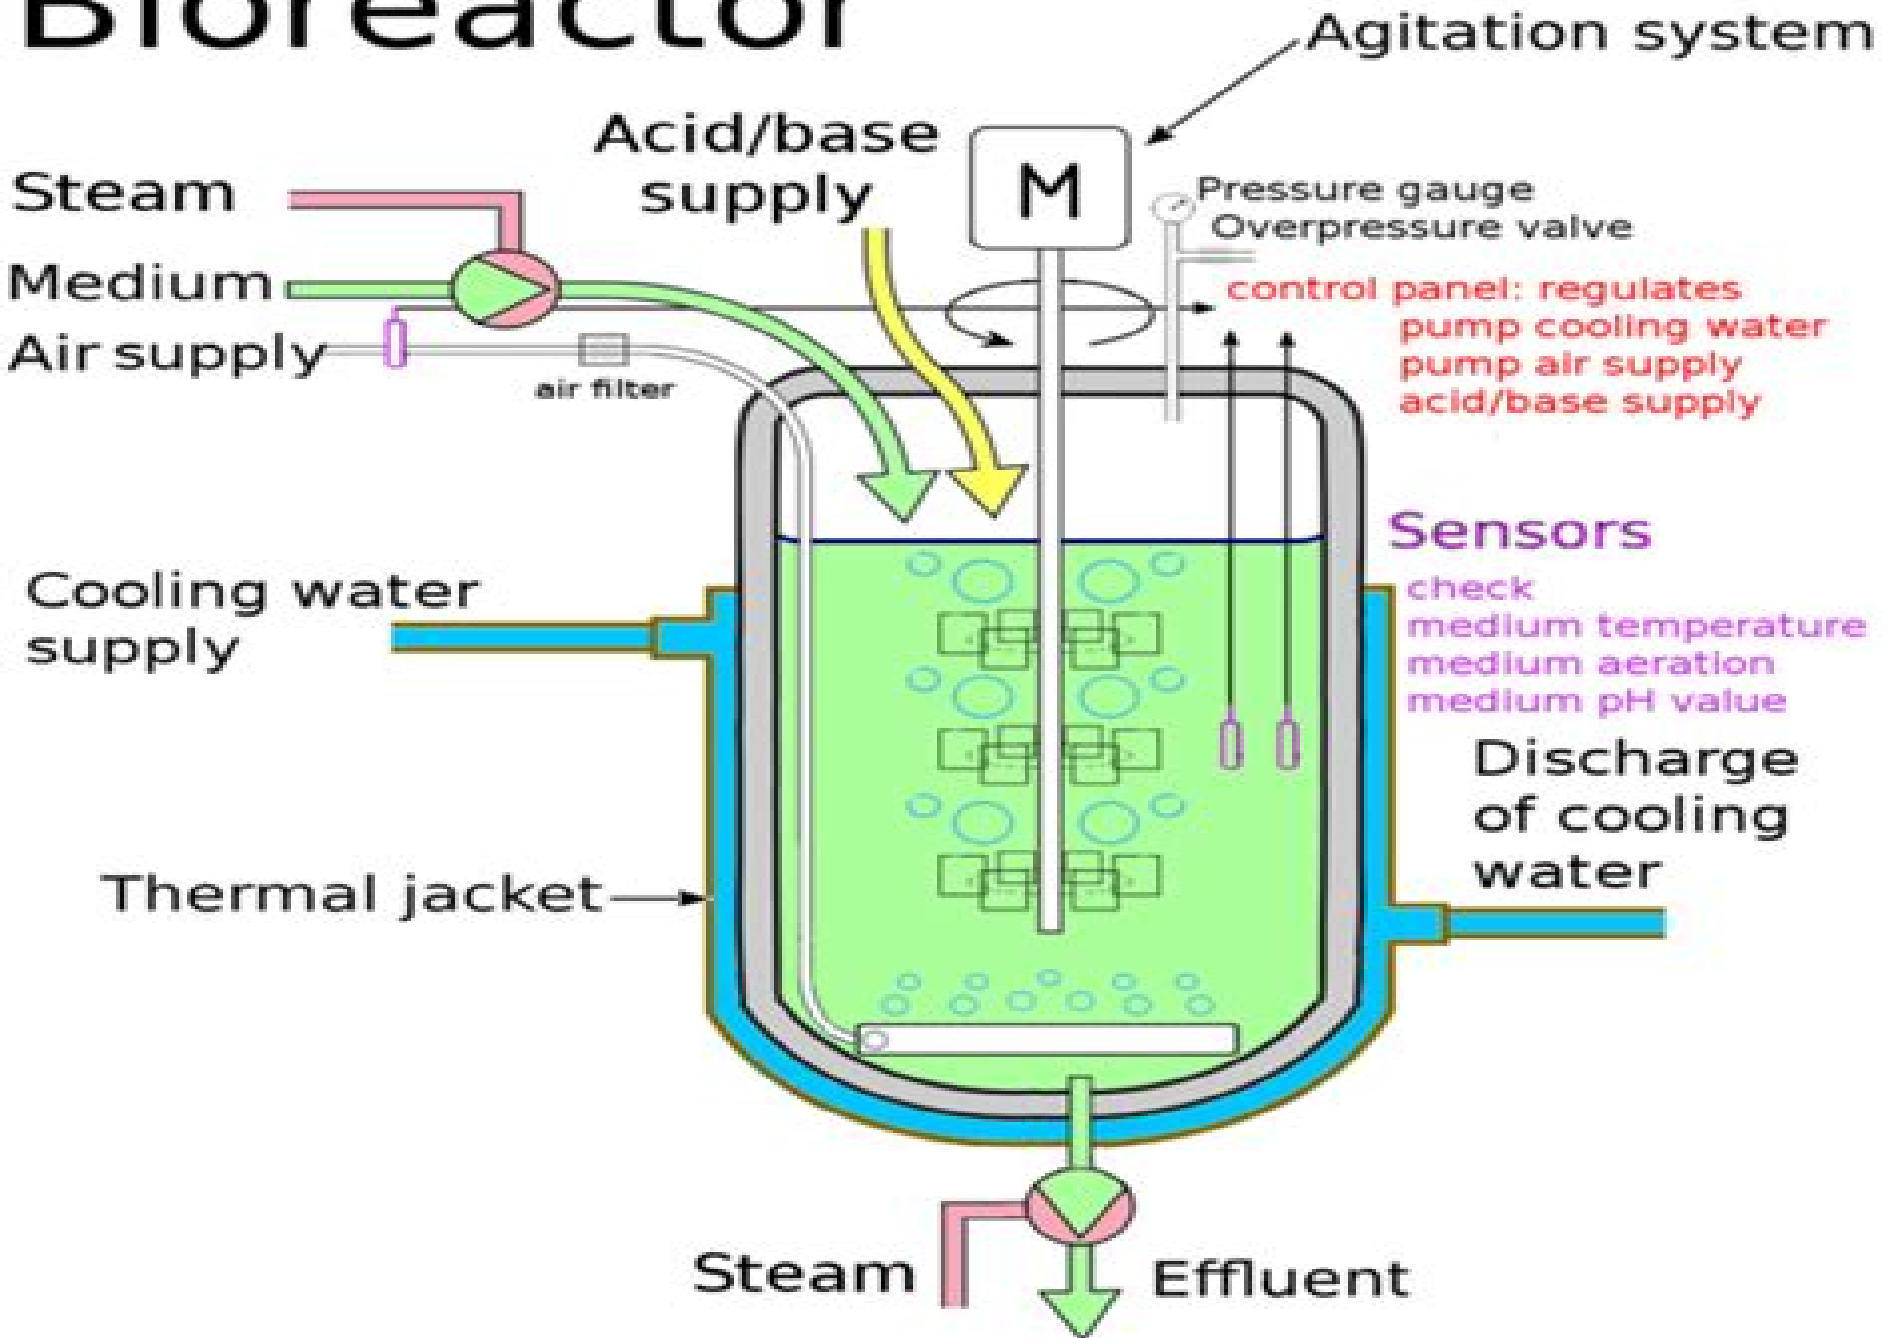 Bioreactor
Agitation system
Acid/base
supply
M
Steam
Pressure gauge
Overpressure valve
Medium
control panel: regulates
pump cooling water
pump air supply
acid/base supply
Air supply
air filter
Sensors
check
medium temperature
medium aeration
medium pH value
Cooling water
supply
Discharge
of cooling
water
Thermal jacket
Steam
Effluent